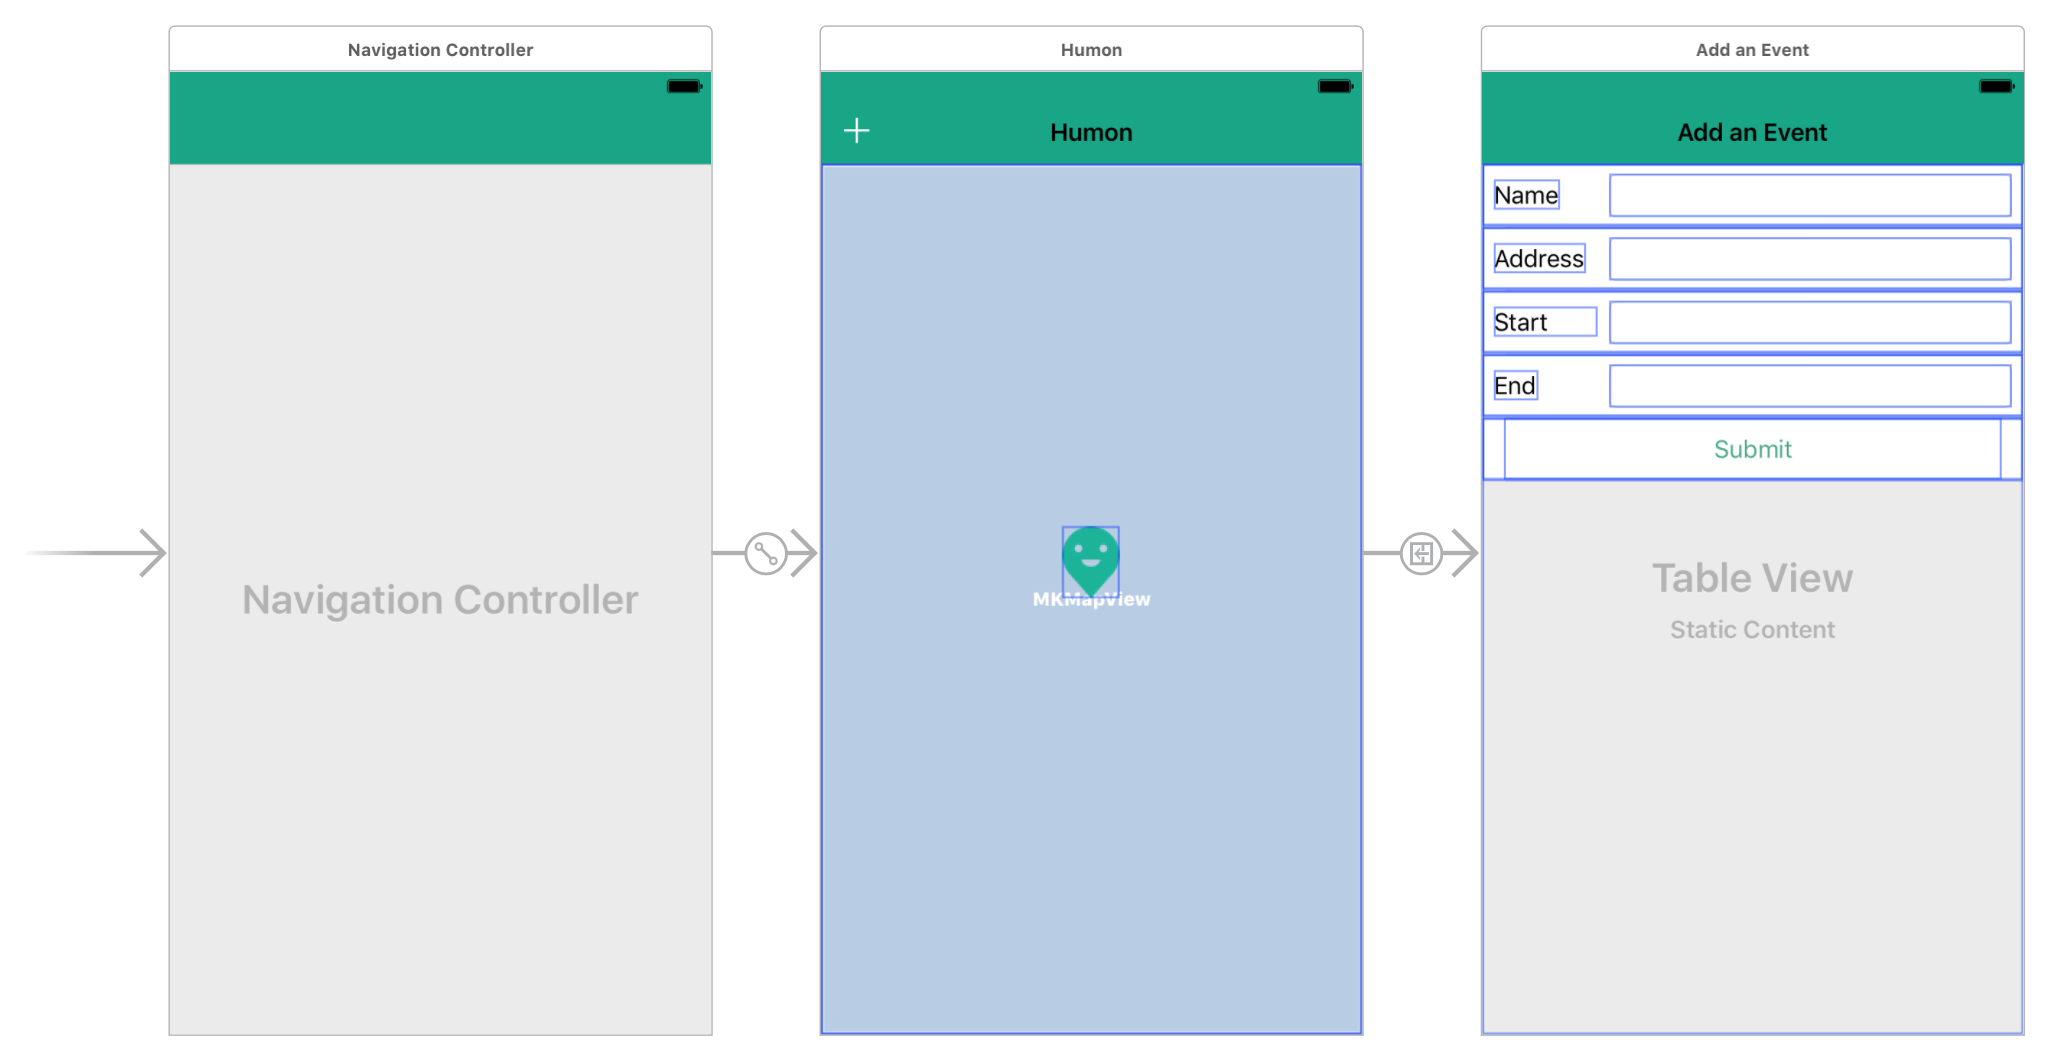 Navigation Controller
Navigation Controller
Humon
Humon
MKMapView
Add an Event
Add an Event
Name
Address
Start
End
Submit
Table View
Static Content